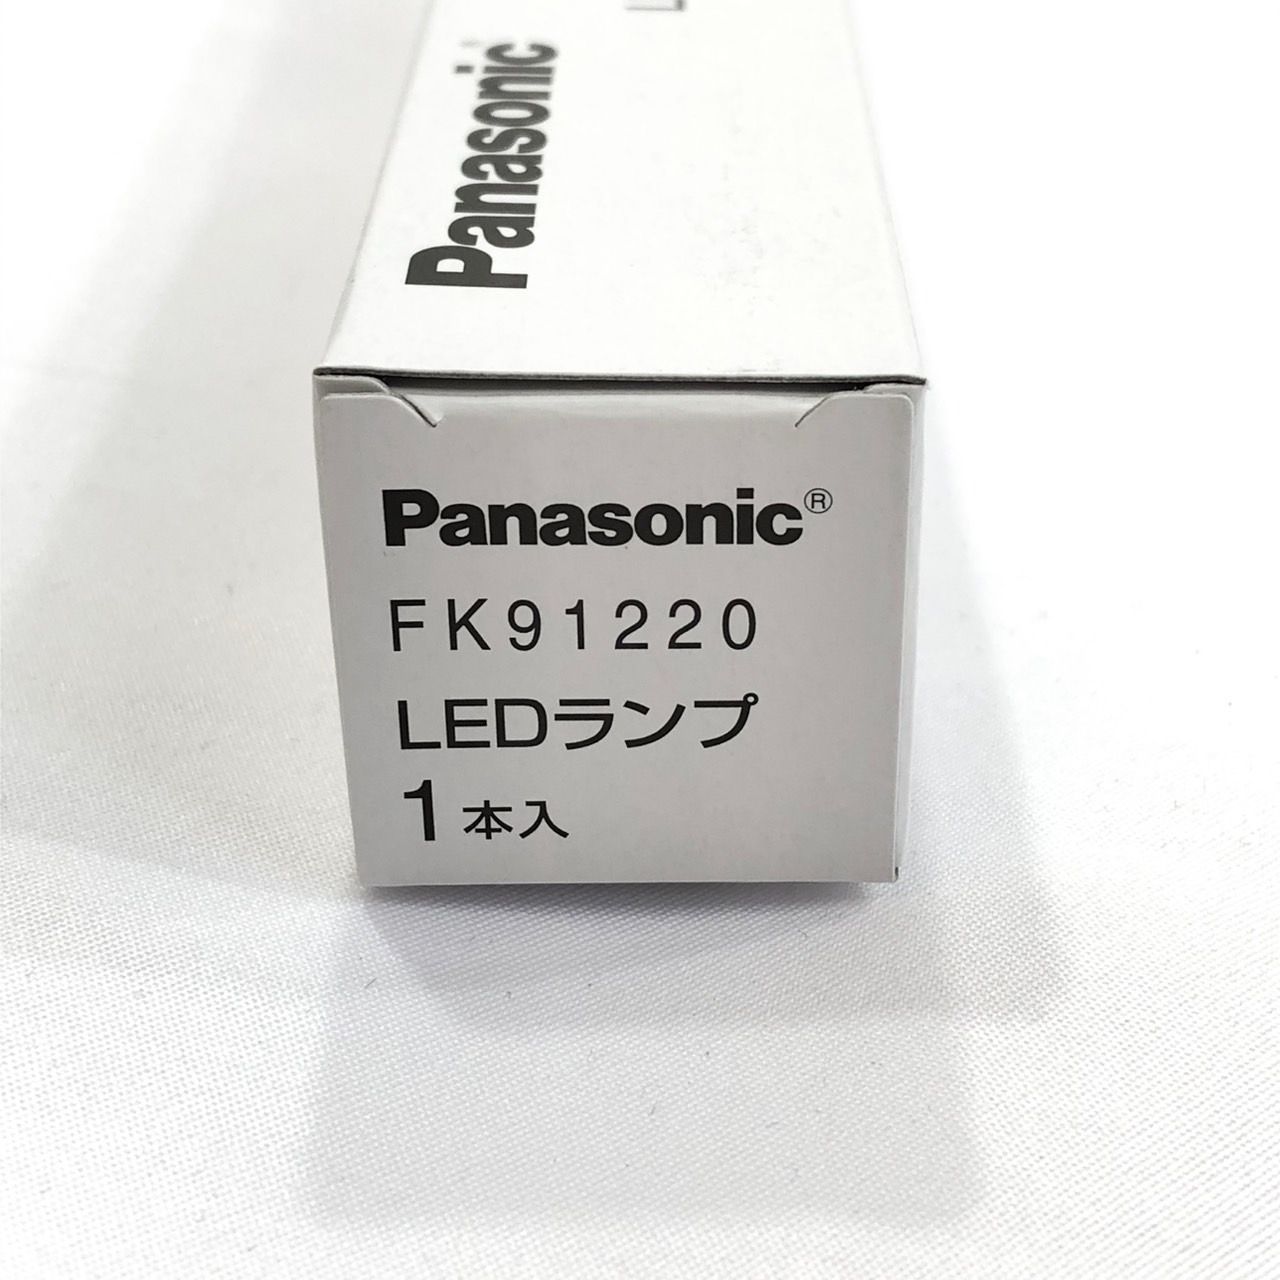 Panasonic
Panasonic®
FK91220
LEDランプ
1本入